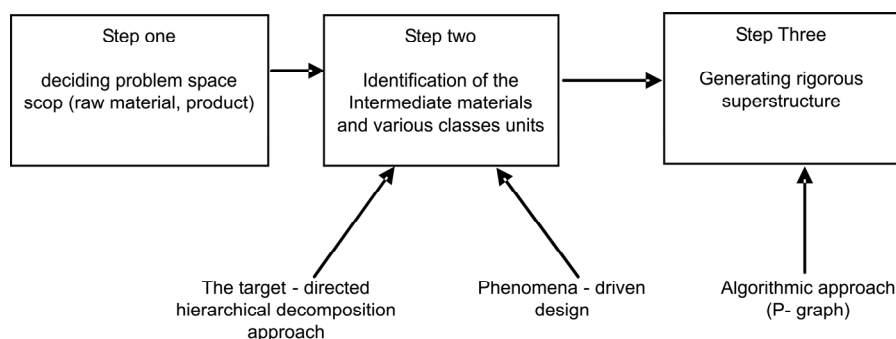 Step one
deciding problem space
scop (raw material, product)
Step two
Identification of the
Intermediate materials
and various classes units
Step Three
Generating rigorous
superstructure
The target - directed
hierarchical decomposition
approach
Phenomena - driven
design
Algorithmic approach
(P- graph)